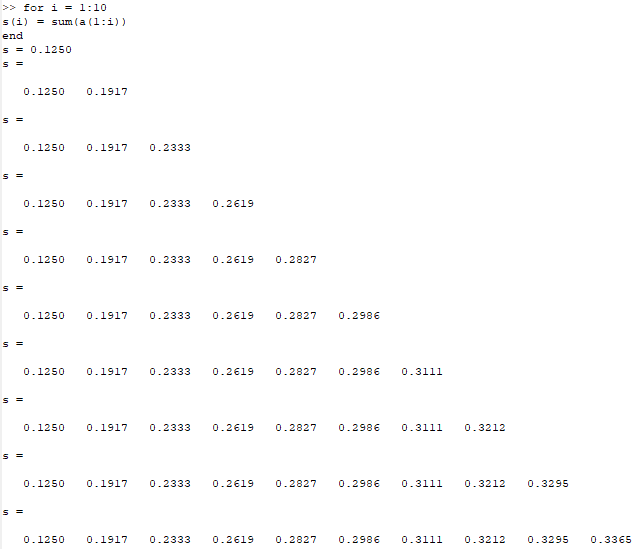 >> for i = 1:10
s(i) = sum(a(1:i))
end
s = 0.1250
s =
0.1250 0.1917
s =
0.1250 0.1917 0.2333
s =
0.1250 0.1917 0.2333 0.2619
s =
0.1250 0.1917 0.2333 0.2619 0.2827
s =
0.1250 0.1917 0.2333 0.2619 0.2827 0.2986
s =
0.1250 0.1917 0.2333 0.2619 0.2827 0.2986 0.3111
s =
0.1250 0.1917 0.2333 0.2619 0.2827 0.2986 0.3111 0.3212
s =
0.1250 0.1917 0.2333 0.2619 0.2827 0.2986 0.3111 0.3212 0.3295
s =
0.1250 0.1917 0.2333 0.2619 0.2827 0.2986 0.3111 0.3212 0.3295 0.3365